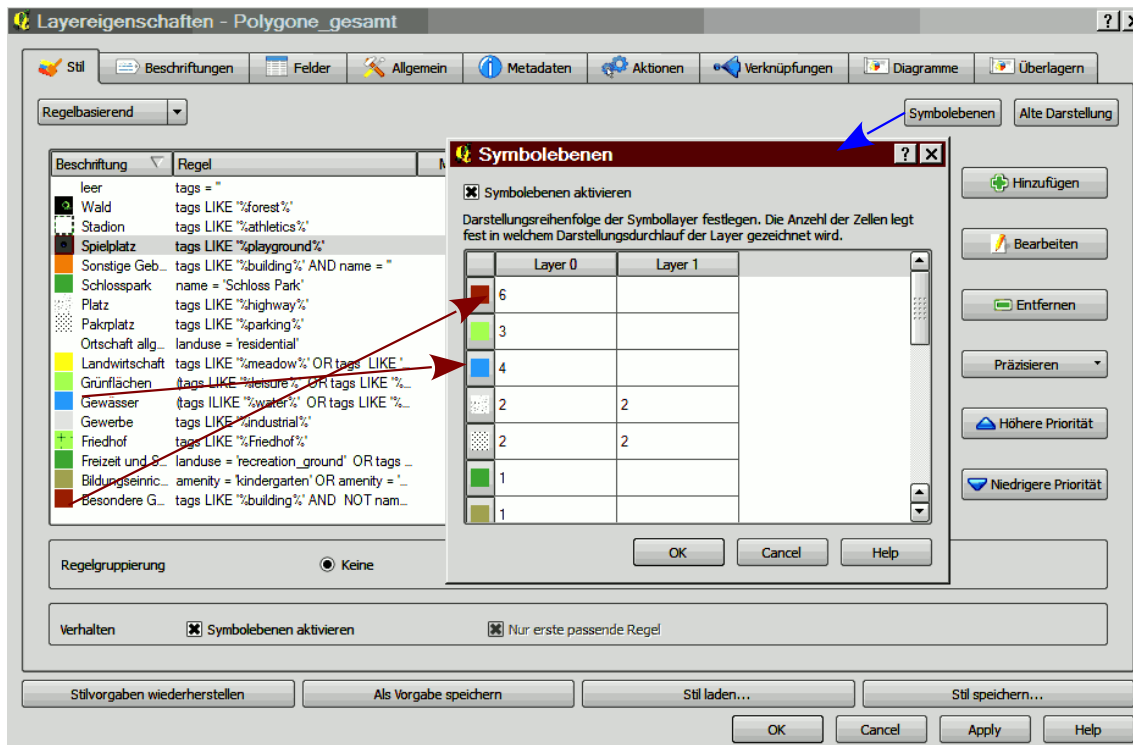 Layereigenschaften - Polygone_gesamt
Stil Beschriftungen Felder Allgemein Metadaten Aktionen Verknüpfungen Diagramme Überlagern
Regelbasierend Symbolebenen Alte Darstellung
Beschriftung Regel M
leer tags = ''
Wald tags LIKE '%forest%'
Stadion tags LIKE '%athletics%'
Spielplatz tags LIKE '%playground%'
Sonstige Geb... tags LIKE '%building%' AND name = ''
Schlosspark name = 'Schloss Park'
Platz tags LIKE '%highway%'
Pakrplatz tags LIKE '%parking%'
Ortschaft allg... landuse = 'residential'
Landwirtschaft tags LIKE '%meadow%' OR tags LIKE '
Grünflächen (tags LIKE '%leisure%' OR tags LIKE '%...
Gewässer (tags ILIKE '%water%' OR tags LIKE '%...
Gewerbe tags LIKE '%industrial%'
Friedhof tags LIKE '%Friedhof%'
Freizeit und S... landuse = 'recreation_ground' OR tags ...
Bildungseinric... amenity = 'kindergarten' OR amenity = '...
Besondere G... tags LIKE '%building%' AND NOT nam...
Symbolebenen
Symbolebenen aktivieren
Darstellungsreihenfolge der Symbollayer festlegen. Die Anzahl der Zellen legt
fest in welchem Darstellungsdurchlauf der Layer gezeichnet wird.
Layer 0 Layer 1
6
3
4
2 2
2 2
1
1
OK Cancel Help
Hinzufügen
Bearbeiten
Entfernen
Präzisieren
Höhere Priorität
Niedrigere Priorität
Regelgruppierung Keine
Verhalten Symbolebenen aktivieren Nur erste passende Regel
Stilvorgaben wiederherstellen Als Vorgabe speichern Stil laden... Stil speichern...
OK Cancel Apply Help